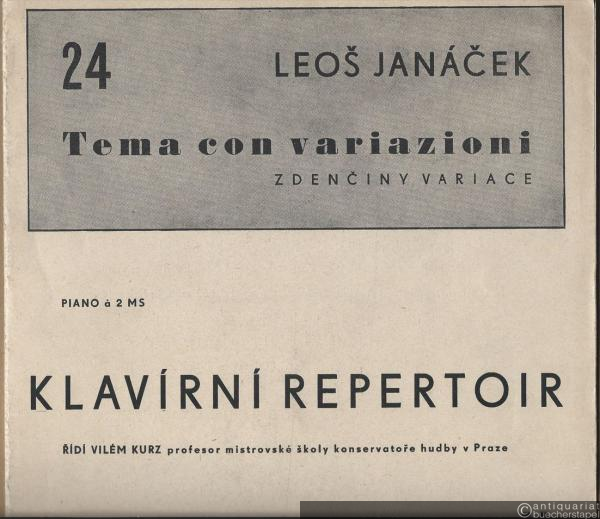 24
LEOŠ JANÁČEK
Tema con variazioni
ZDENČINY VARIACE
PIANO à 2 MS
KLAVÍRNÍ REPERTOIR
ŘÍDÍ VILÉM KURZ profesor mistrovské školy konservatoře hudby v Praze
©antiquariat
buecherstapel